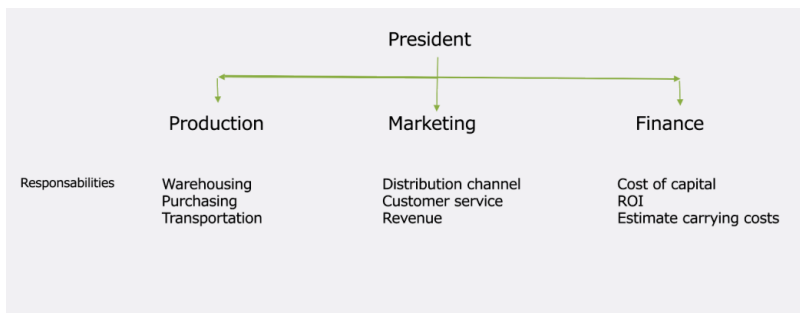 President
Production Marketing Finance
Responsabilities Warehousing Distribution channel Cost of capital
Purchasing Customer service ROI
Transportation Revenue Estimate carrying costs